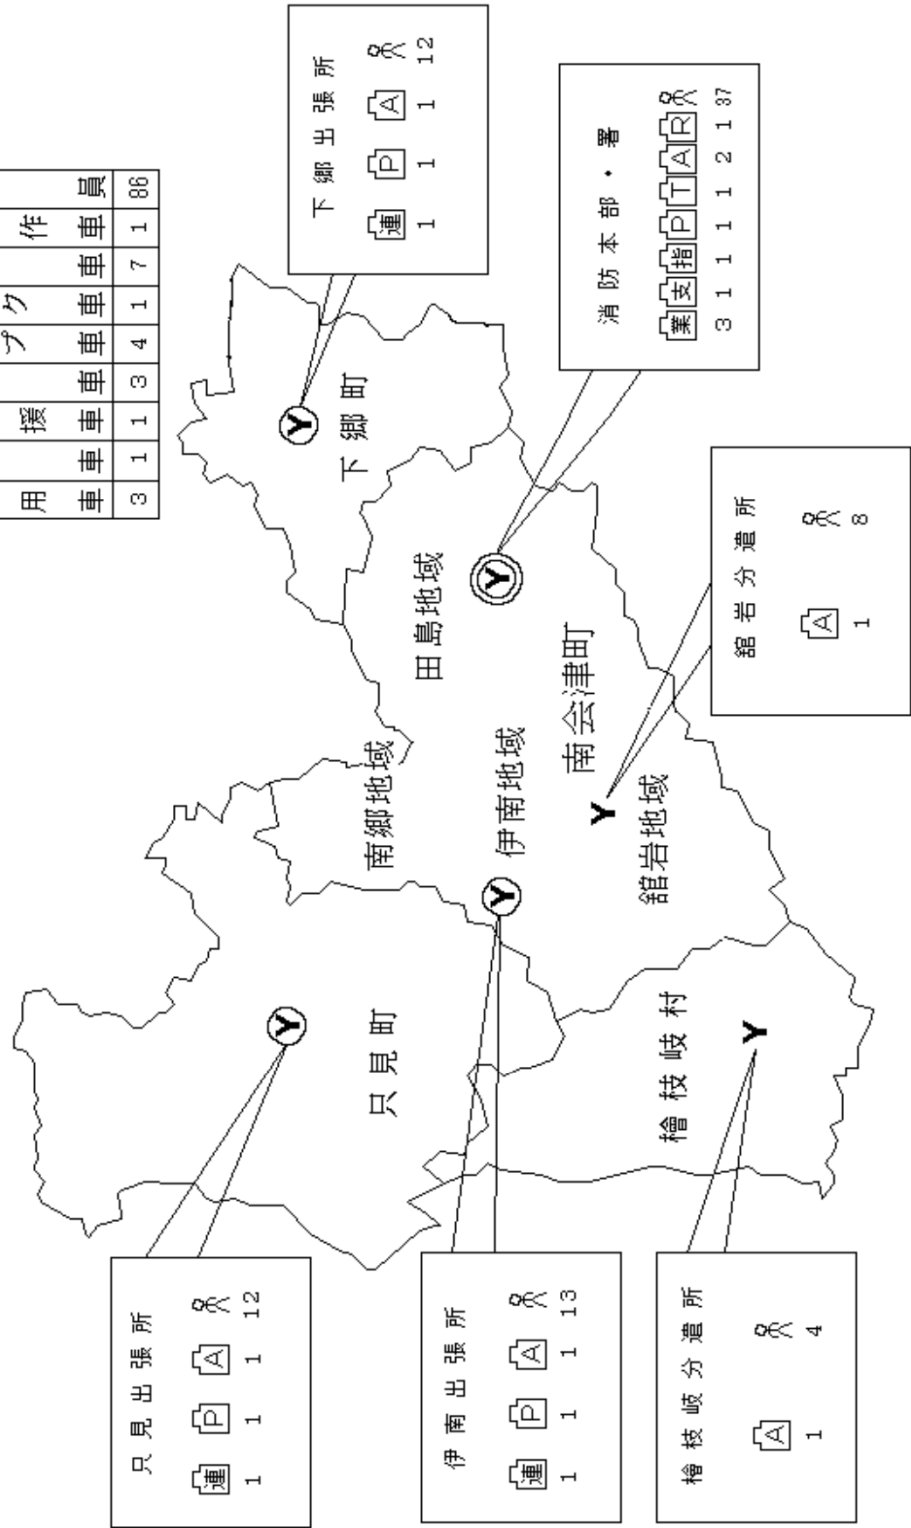 用 援 プ ク 作
車 車 車 車 車 車 車 車 員
3 1 1 3 4 1 7 1 86
只見出張所
連 P A
1 1 1 12
下郷出張所
連 P A
1 1 1 12
只見町
南郷地域
下郷町
田島地域
伊南出張所
連 P A
1 1 1 13
伊南地域
南会津町
消防本部・署
業 支 指 P T A R
3 1 1 1 1 2 1 37
舘岩地域
檜枝岐村
檜枝岐分遣所
A
1 4
舘岩分遣所
A
1 8